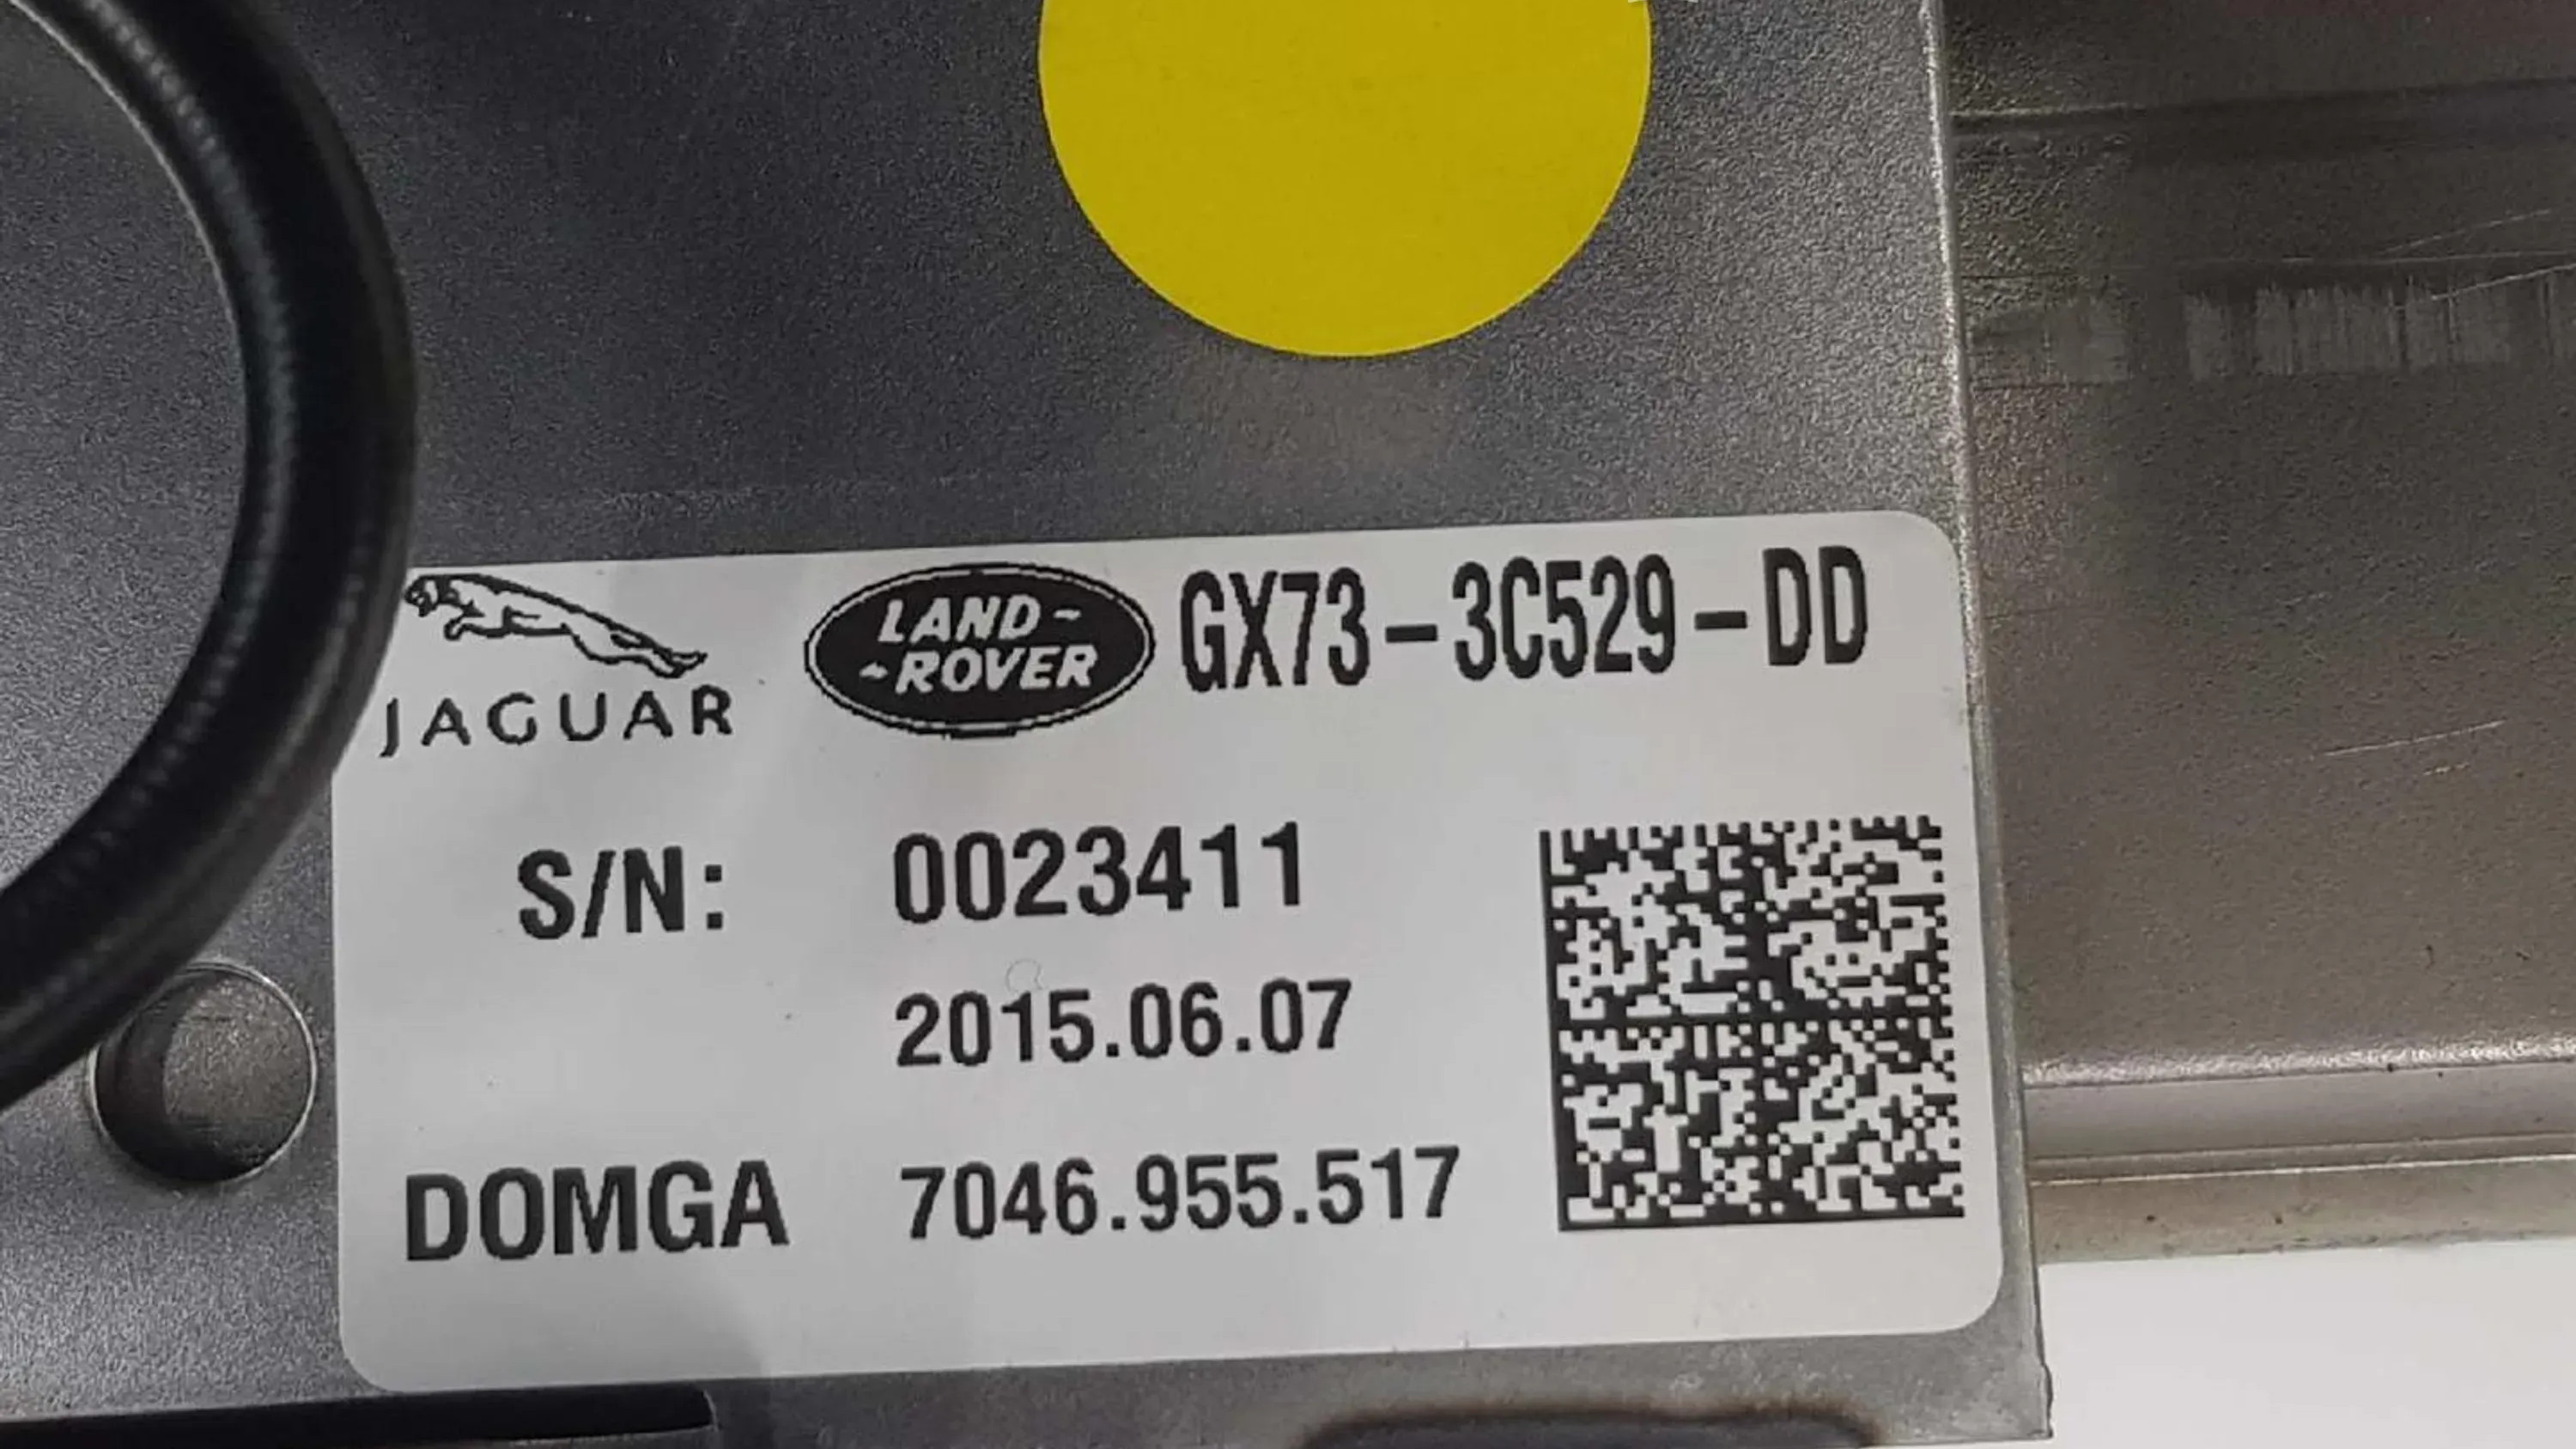 JAGUAR
LAND-
-ROVER
GX73-3C529-DD
S/N: 0023411
2015.06.07
DOMGA 7046.955.517